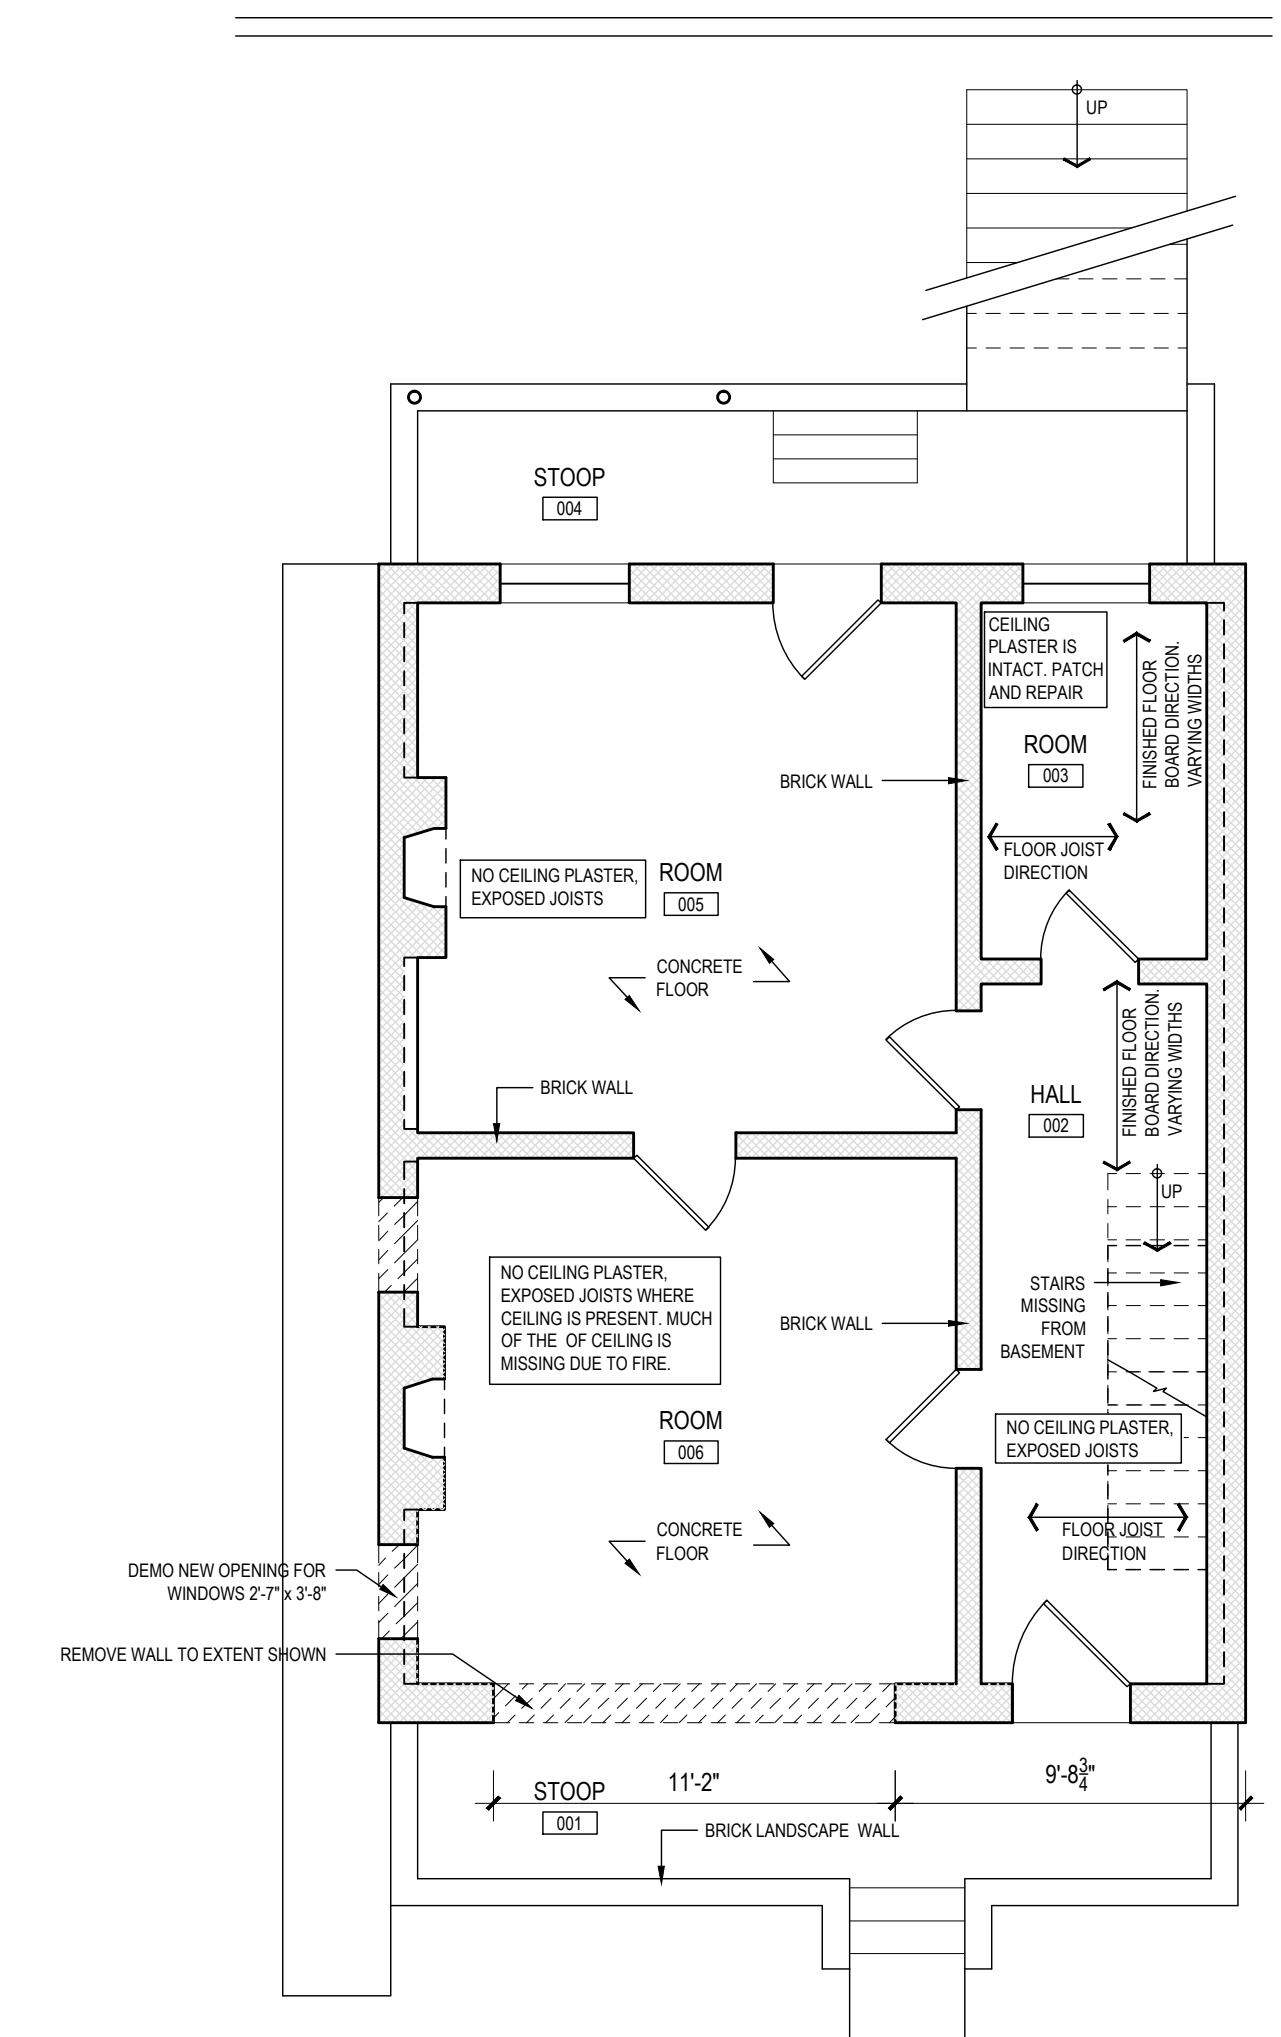 UP
STOOP
004
CEILING
PLASTER IS
INTACT. PATCH
AND REPAIR
FINISHED FLOOR
BOARD DIRECTION.
VARYING WIDTHS
ROOM
003
BRICK WALL
FLOOR JOIST
DIRECTION
NO CEILING PLASTER,
EXPOSED JOISTS
ROOM
005
CONCRETE
FLOOR
FINISHED FLOOR
BOARD DIRECTION.
VARYING WIDTHS
BRICK WALL
HALL
002
UP
NO CEILING PLASTER,
EXPOSED JOISTS WHERE
CEILING IS PRESENT. MUCH
OF THE OF CEILING IS
MISSING DUE TO FIRE.
STAIRS
MISSING
FROM
BASEMENT
BRICK WALL
ROOM
006
NO CEILING PLASTER,
EXPOSED JOISTS
CONCRETE
FLOOR
FLOOR JOIST
DIRECTION
DEMO NEW OPENING FOR
WINDOWS 2'-7" x 3'-8"
REMOVE WALL TO EXTENT SHOWN
STOOP
001
11'-2"
9'-8 3/4"
BRICK LANDSCAPE WALL